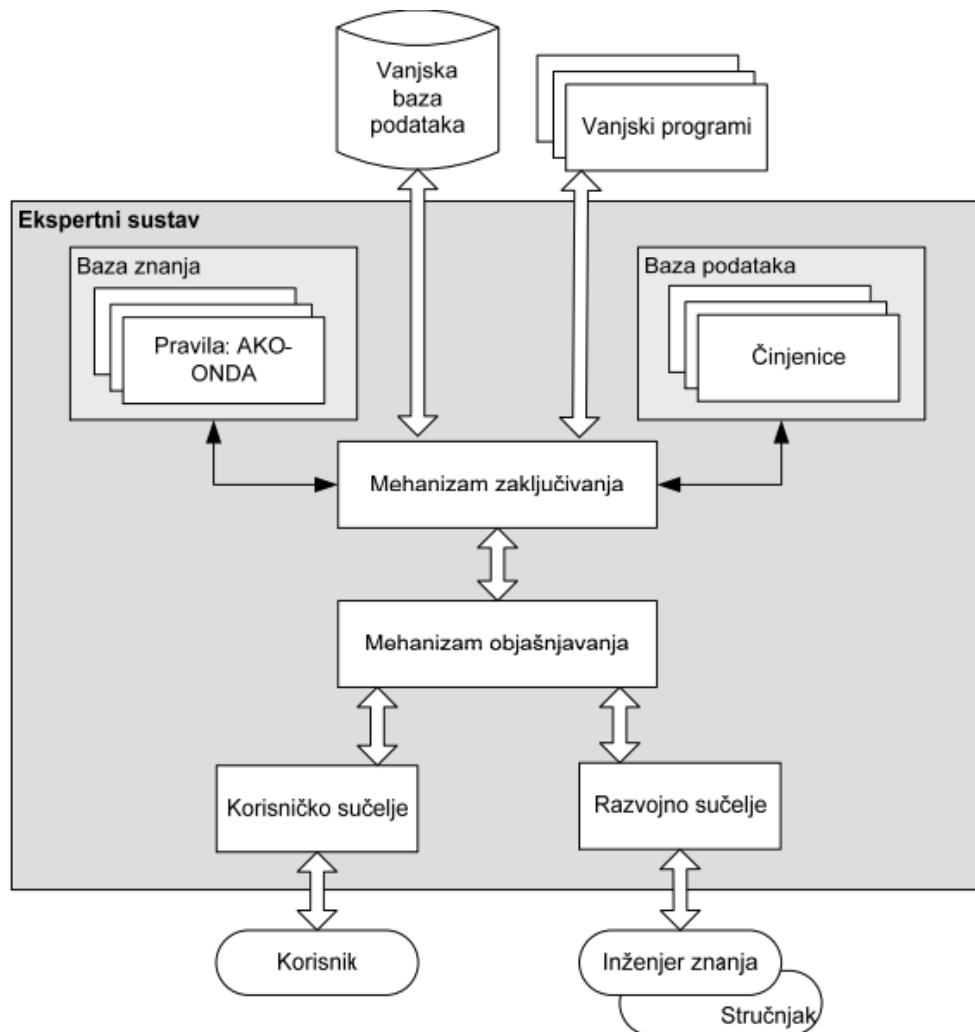 Vanjska
baza
podataka
Vanjski programi
Ekspertni sustav
Baza znanja
Pravila: AKO-
ONDA
Baza podataka
Činjenice
Mehanizam zaključivanja
Mehanizam objašnjavanja
Korisničko sučelje
Razvojno sučelje
Korisnik
Inženjer znanja
Stručnjak